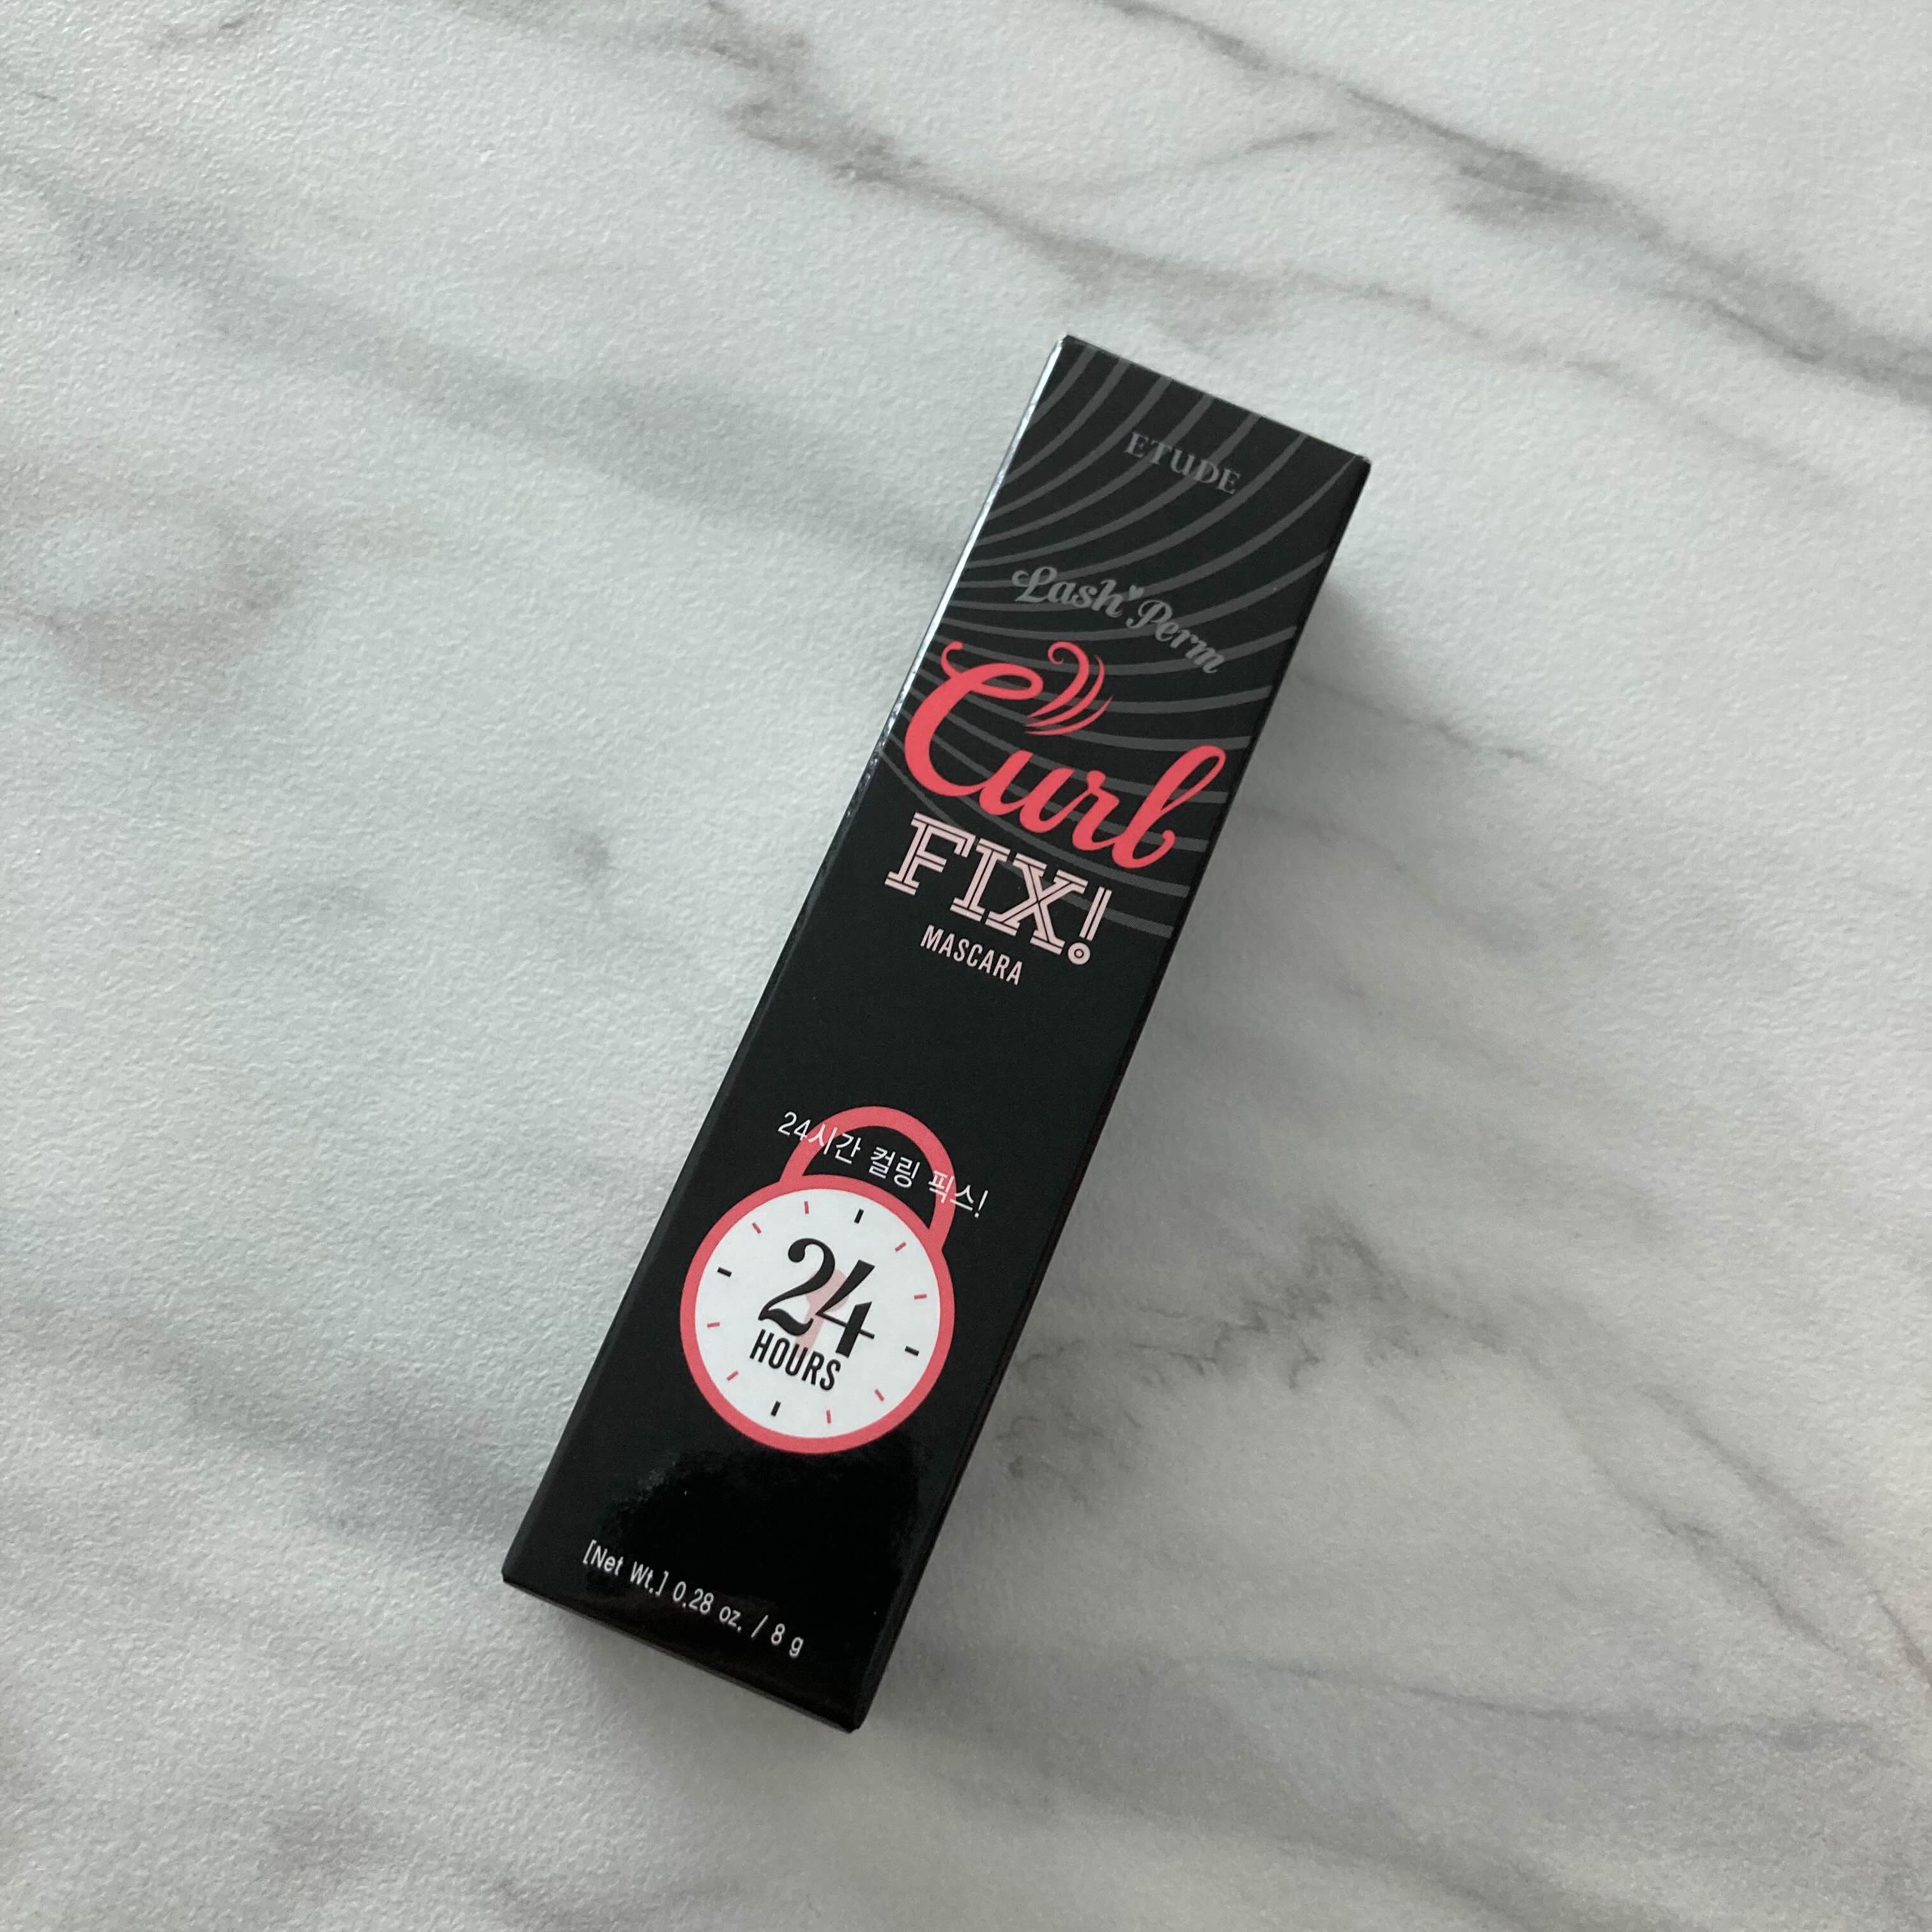 ETUDE
Lash Perm
Curl
FIX!
MASCARA
24시간 컬링 픽스!
24
HOURS
[Net Wt.] 0.28 oz. / 8 g